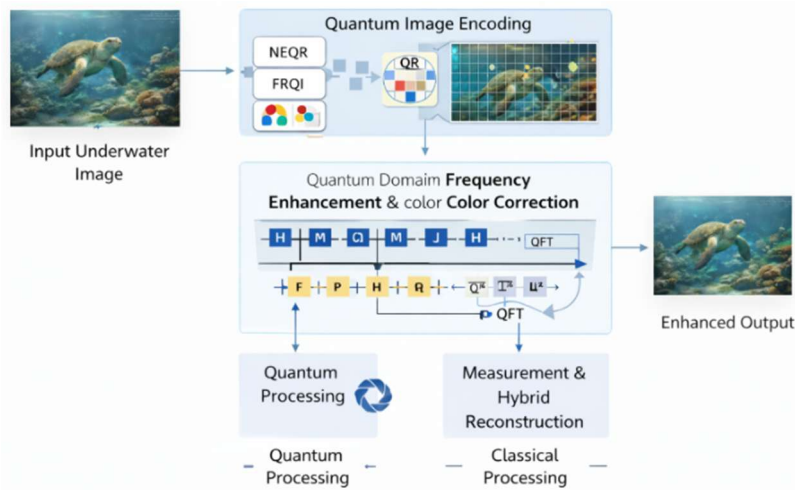 Quantum Image Encoding
NEQR
FRQI
QR
Input Underwater
Image
Quantum Domaim Frequency
Enhancement & color Color Correction
H M Ω M J H QFT
F P H
QFT
Enhanced Output
Quantum
Processing
Measurement &
Hybrid
Reconstruction
Quantum
Processing
Classical
Processing